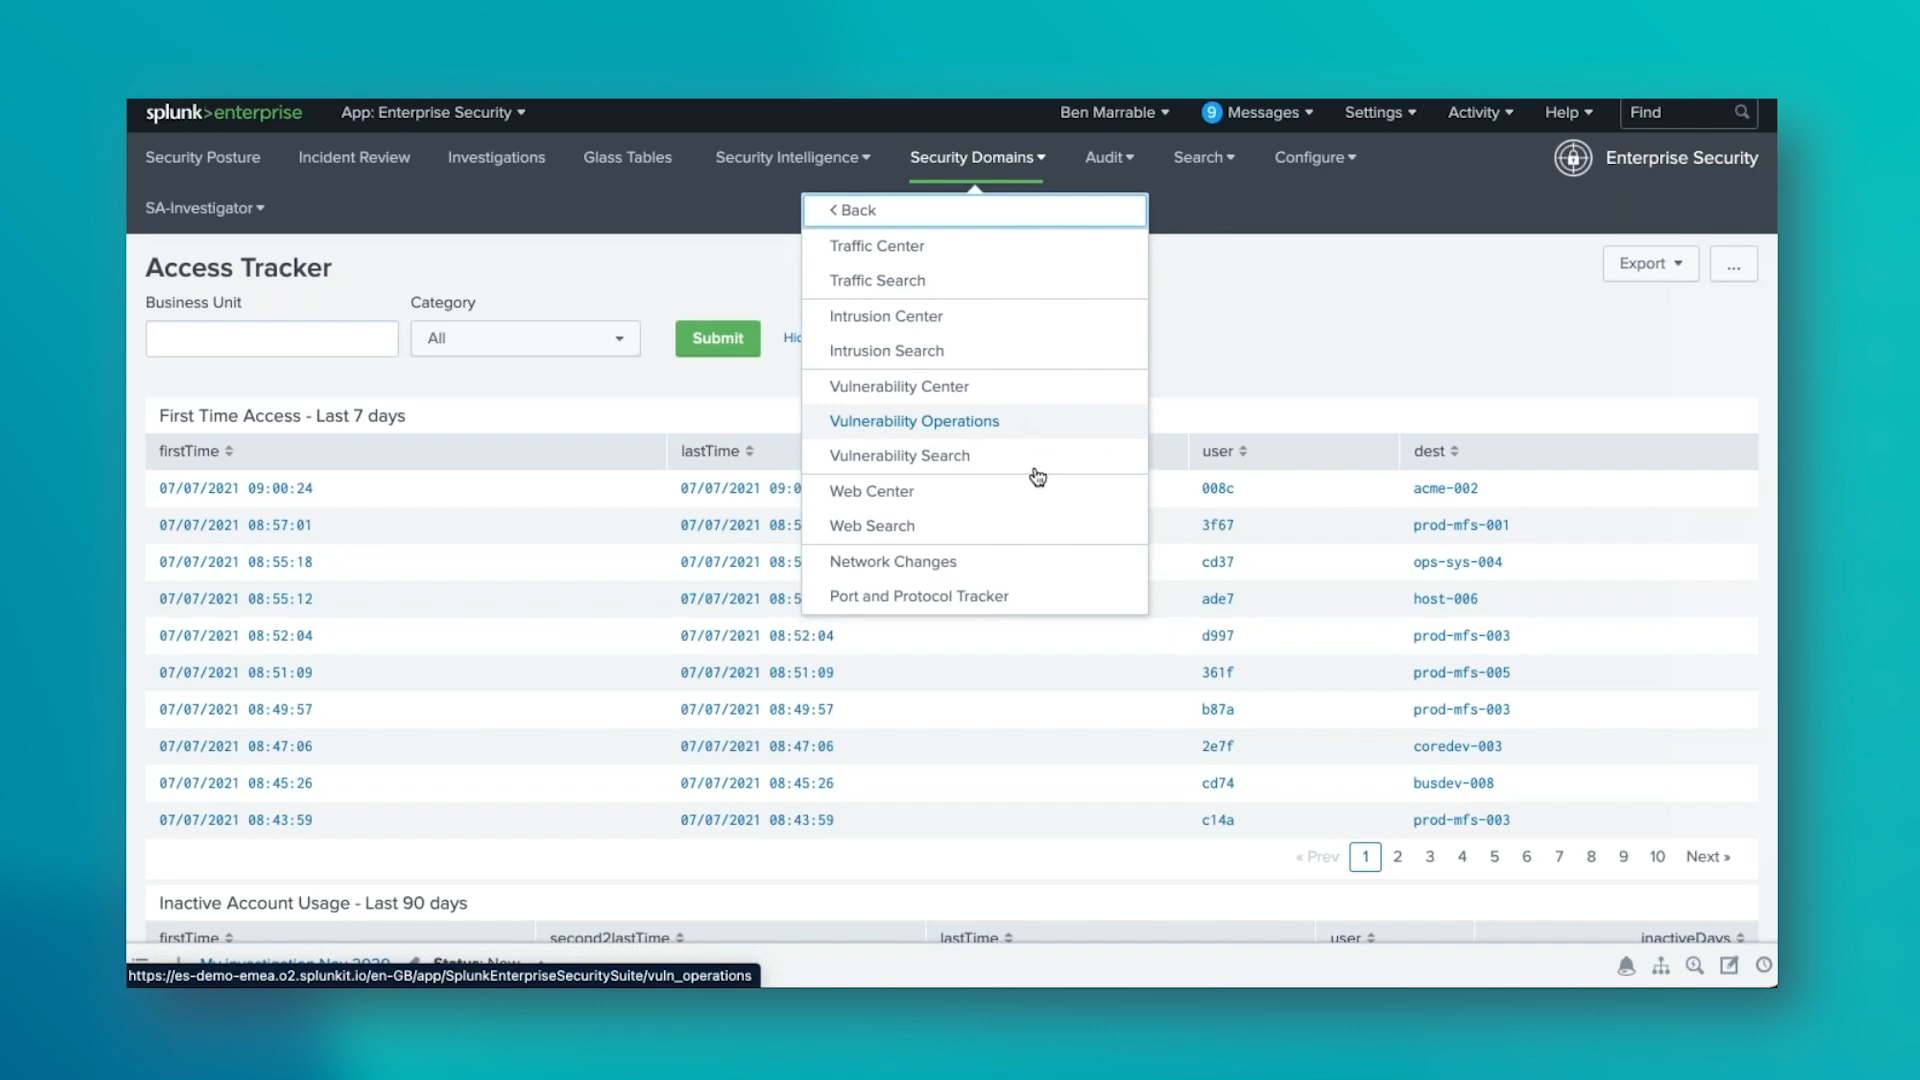 splunk>enterprise App: Enterprise Security Ben Marrable 9 Messages Settings Activity Help Find
Security Posture Incident Review Investigations Glass Tables Security Intelligence Security Domains Audit Search Configure Enterprise Security
SA-Investigator
< Back
Traffic Center
Traffic Search
Intrusion Center
Intrusion Search
Vulnerability Center
Vulnerability Operations
Vulnerability Search
Web Center
Web Search
Network Changes
Port and Protocol Tracker
Access Tracker
Export ...
Business Unit Category
All Submit
First Time Access - Last 7 days
firstTime lastTime user dest
07/07/2021 09:00:24 07/07/2021 09:0 008c acme-002
07/07/2021 08:57:01 07/07/2021 08:5 3f67 prod-mfs-001
07/07/2021 08:55:18 07/07/2021 08:5 cd37 ops-sys-004
07/07/2021 08:55:12 07/07/2021 08:5 ade7 host-006
07/07/2021 08:52:04 07/07/2021 08:52:04 d997 prod-mfs-003
07/07/2021 08:51:09 07/07/2021 08:51:09 361f prod-mfs-005
07/07/2021 08:49:57 07/07/2021 08:49:57 b87a prod-mfs-003
07/07/2021 08:47:06 07/07/2021 08:47:06 2e7f coredev-003
07/07/2021 08:45:26 07/07/2021 08:45:26 cd74 busdev-008
07/07/2021 08:43:59 07/07/2021 08:43:59 c14a prod-mfs-003
« Prev 1 2 3 4 5 6 7 8 9 10 Next »
Inactive Account Usage - Last 90 days
firstTime second2lastTime lastTime user inactiveDays
My investigation Nov 2020 Status: New
https://es-demo-emea.o2.splunkit.io/en-GB/app/SplunkEnterpriseSecuritySuite/vuln_operations